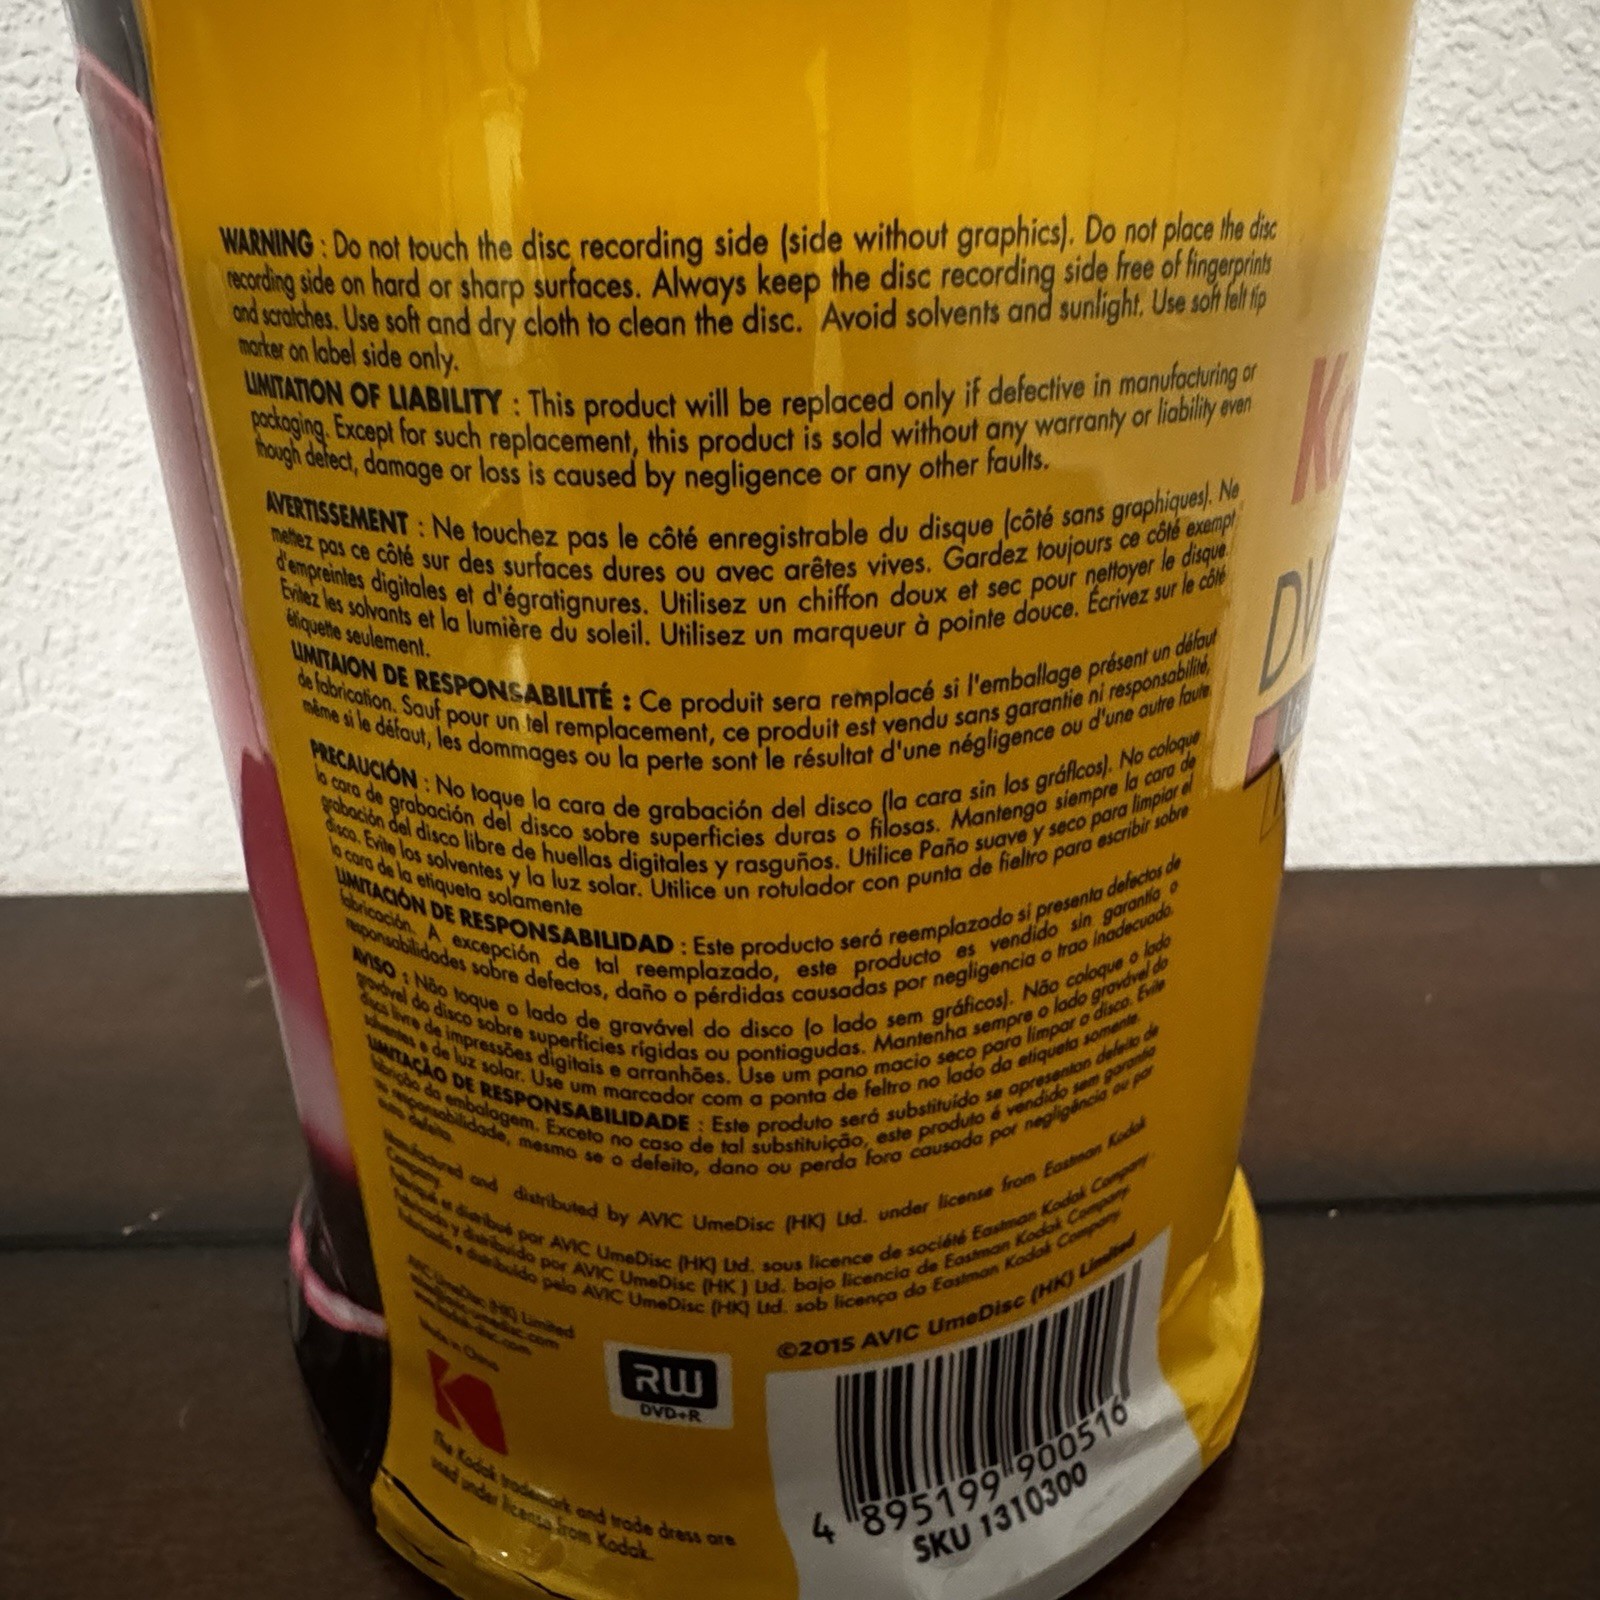 WARNING : Do not touch the disc recording side (side without graphics). Do not place the disc
recording side on hard or sharp surfaces. Always keep the disc recording side free of fingerprints
and scratches. Use soft and dry cloth to clean the disc. Avoid solvents and sunlight. Use soft felt tip
marker on label side only.
LIMITATION OF LIABILITY : This product will be replaced only if defective in manufacturing or
packaging. Except for such replacement, this product is sold without any warranty or liability even
though defect, damage or loss is caused by negligence or any other faults.
AVERTISSEMENT : Ne touchez pas le côté enregistrable du disque (côté sans graphiques). Ne
mettez pas ce côté sur des surfaces dures ou avec arêtes vives. Gardez toujours ce côté exempt
d'empreintes digitales et d'égratignures. Utilisez un chiffon doux et sec pour nettoyer le disque.
Evitez les solvants et la lumière du soleil. Utilisez un marqueur à pointe douce. Écrivez sur le côté
étiquette seulement.
LIMITAION DE RESPONSABILITÉ : Ce produit sera remplacé si l'emballage présent un défaut
de fabrication. Sauf pour un tel remplacement, ce produit est vendu sans garantie ni responsabilité,
même si le défaut, les dommages ou la perte sont le résultat d'une négligence ou d'une autre faute.
PRECAUCIÓN : No toque la cara de grabación del disco (la cara sin los gráficos). No coloque
la cara de grabación del disco sobre superficies duras o filosas. Mantenga siempre la cara de
grabación del disco libre de huellas digitales y rasguños. Utilice Paño suave y seco para limpiar el
disco. Evite los solventes y la luz solar. Utilice un rotulador con punta de fieltro para escribir sobre
la cara de la etiqueta solamente
LIMITACIÓN DE RESPONSABILIDAD : Este producto será reemplazado si presenta defectos de
fabricación. A excepción de tal reemplazado, este producto es vendido sin garantía o
responsabilidades sobre defectos, daño o pérdidas causadas por negligencia o trao inadecuado.
AVISO : Não toque o lado de gravável do disco (o lado sem gráficos). Não coloque o lado
gravável do disco sobre superfícies rígidas ou pontiagudas. Mantenha sempre o lado gravável do
disco livre de impressões digitais e arranhões. Use um pano macio seco para limpar o disco. Evite
solventes e de luz solar. Use um marcador com a ponta de feltro no lado da etiqueta somente.
LIMITAÇÃO DE RESPONSABILIDADE : Este produto será substituído se apresentan defeito de
fabrição da embalagem. Exceto no caso de tal substituição, este produto é vendido sem garantia
ou responsabilidade, mesmo se o defeito, dano ou perda fora causada por negligência ou por
outro defeito.
Manufactured and distributed by AVIC UmeDisc (HK) Ltd. under license from Eastman Kodak
Company.
Fabriqué et distribué por AVIC UmeDisc (HK) Ltd. sous licence de société Eastman Kodak Company.
Fabricado y distribuido por AVIC UmeDisc (HK ) Ltd. bajo licencia de Eastman Kodak Company.
Fabricado e distribuído pela AVIC UmeDisc (HK) Ltd. sob licença da Eastman Kodak Company.
AVIC UmeDisc (HK) Limited
Made in China
©2015 AVIC UmeDisc (HK) Limited
RW
DVD+R
The Kodak trademark and trade dress are
used under license from Kodak.
4 895199 900516
SKU 1310300